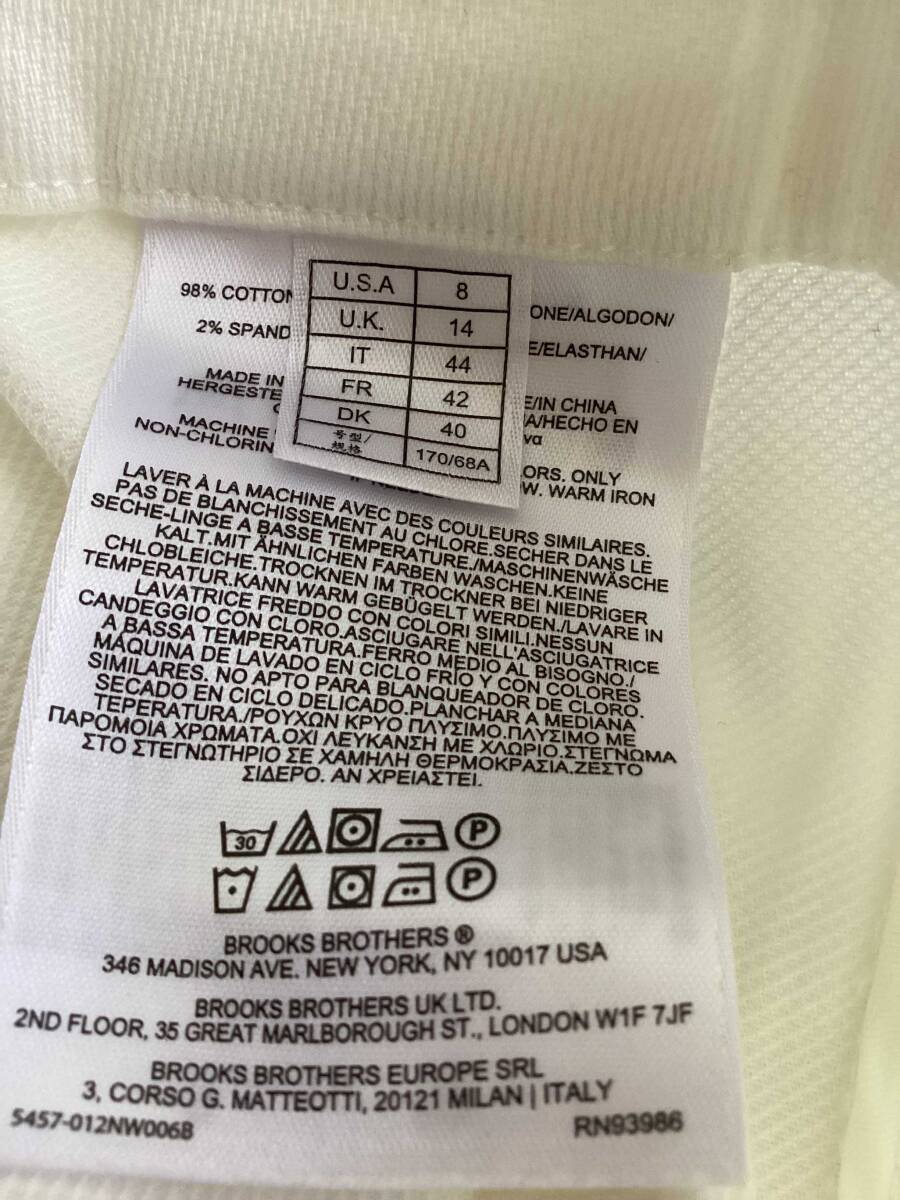 U.S.A 8
U.K. 14
IT 44
FR 42
DK 40
号型/规格 170/68A
98% COTTON ONE/ALGODON/
2% SPAND E/ELASTHAN/
MADE IN E/IN CHINA
HERGESTE A/HECHO EN
να
MACHINE ORS. ONLY
NON-CHLORIN W. WARM IRON
LAVER À LA MACHINE AVEC DES COULEURS SIMILAIRES.
PAS DE BLANCHISSEMENT AU CHLORE.SECHER DANS LE
SECHE-LINGE A BASSE TEMPERATURE./MASCHINENWÄSCHE
KALT.MIT ÄHNLICHEN FARBEN WASCHEN.KEINE
CHLOBLEICHE.TROCKNEN IM TROCKNER BEI NIEDRIGER
TEMPERATUR.KANN WARM GEBÜGELT WERDEN./LAVARE IN
LAVATRICE FREDDO CON COLORI SIMILI.NESSUN
CANDEGGIO CON CLORO.ASCIUGARE NELL'ASCIUGATRICE
A BASSA TEMPERATURA.FERRO MEDIO AL BISOGNO./
MÁQUINA DE LAVADO EN CICLO FRÍO Y CON COLORES
SIMILARES. NO APTO PARA BLANQUEADOR DE CLORO.
SECADO EN CICLO DELICADO.PLANCHAR A MEDIANA
TEPERATURA./ΡΟΥΧΩΝ ΚΡΥΟ ΠΛΥΣΙΜΟ.ΠΛΥΣΙΜΟ ΜΕ
ΠΑΡΟΜΟΙΑ ΧΡΩΜΑΤΑ.ΟΧΙ ΛΕΥΚΑΝΣΗ ΜΕ ΧΛΩΡΙΟ.ΣΤΕΓΝΩΜΑ
ΣΤΟ ΣΤΕΓΝΩΤΗΡΙΟ ΣΕ ΧΑΜΗΛΗ ΘΕΡΜΟΚΡΑΣΙΑ.ΖΕΣΤΟ
ΣΙΔΕΡΟ. ΑΝ ΧΡΕΙΑΣΤΕΙ.
30 P
P
BROOKS BROTHERS ®
346 MADISON AVE. NEW YORK, NY 10017 USA
BROOKS BROTHERS UK LTD.
2ND FLOOR, 35 GREAT MARLBOROUGH ST., LONDON W1F 7JF
BROOKS BROTHERS EUROPE SRL
3, CORSO G. MATTEOTTI, 20121 MILAN | ITALY
5457-012NW006B RN93986